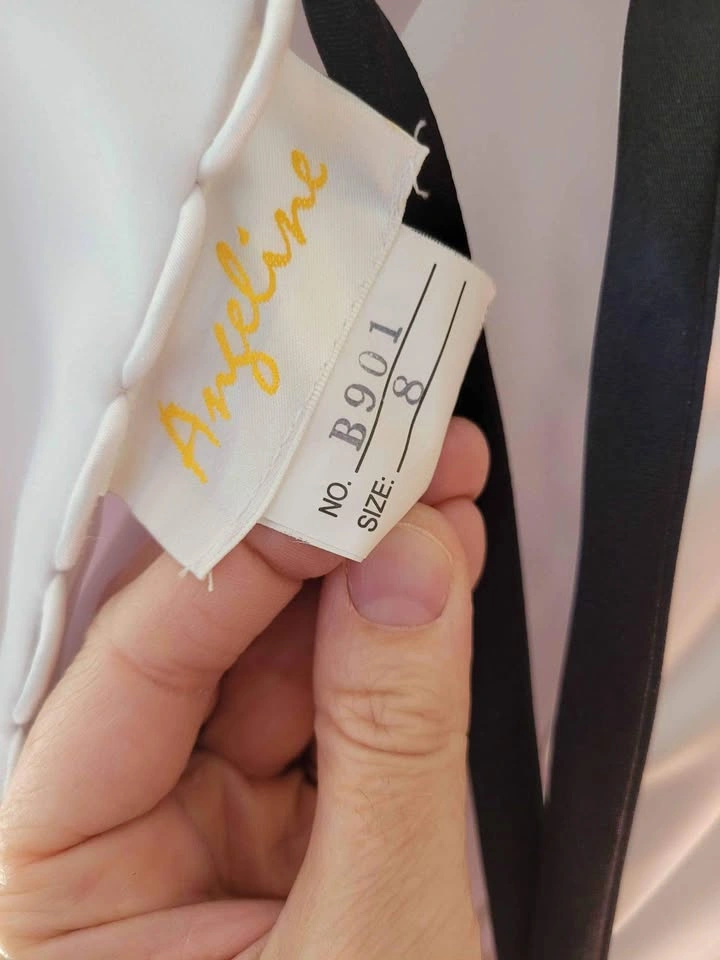 Angeline
NO. B901
SIZE: 8